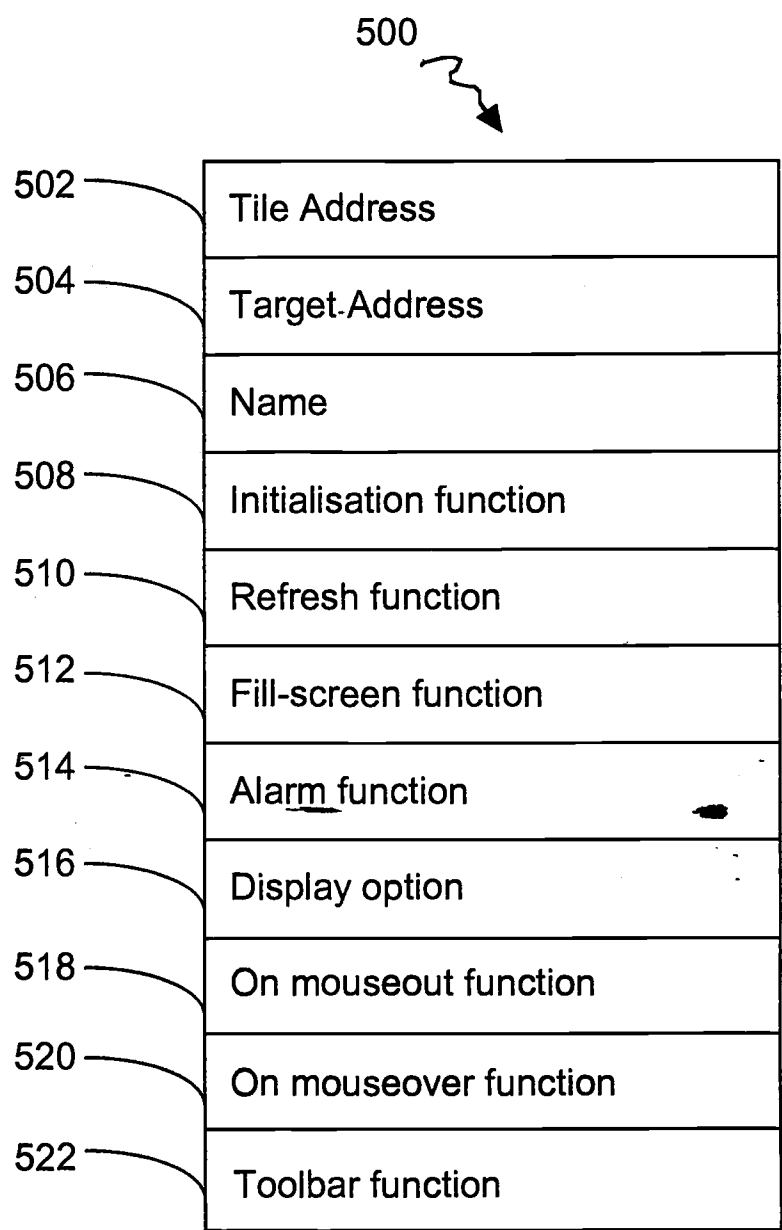 500
502 Tile Address
504 Target Address
506 Name
508 Initialisation function
510 Refresh function
512 Fill-screen function
514 Alarm function
516 Display option
518 On mouseout function
520 On mouseover function
522 Toolbar function